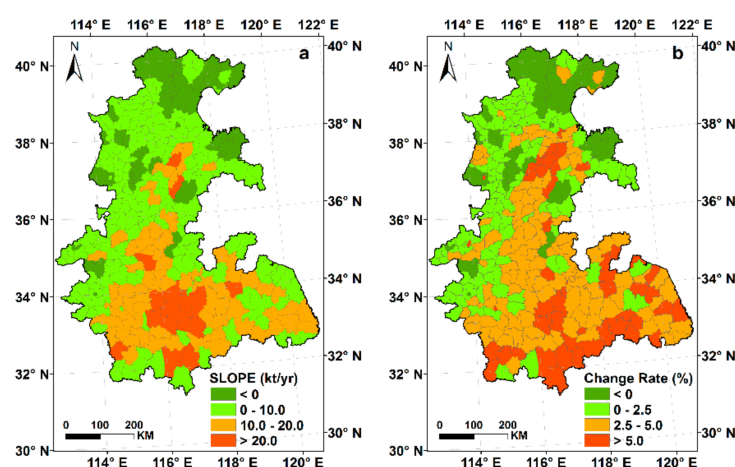 114° E 116° E 118° E 120° E 122° E
114° E 116° E 118° E 120° E 122° E
N
a
N
b
40° N
40° N
40° N
40° N
38° N
38° N
38° N
38° N
36° N
36° N
36° N
36° N
34° N
34° N
34° N
34° N
32° N
32° N
32° N
32° N
30° N
30° N
30° N
30° N
SLOPE (kt/yr)
< 0
0 - 10.0
10.0 - 20.0
> 20.0
Change Rate (%)
< 0
0 - 2.5
2.5 - 5.0
> 5.0
0 100 200
KM
0 100 200
KM
114° E 116° E 118° E 120° E
114° E 116° E 118° E 120° E